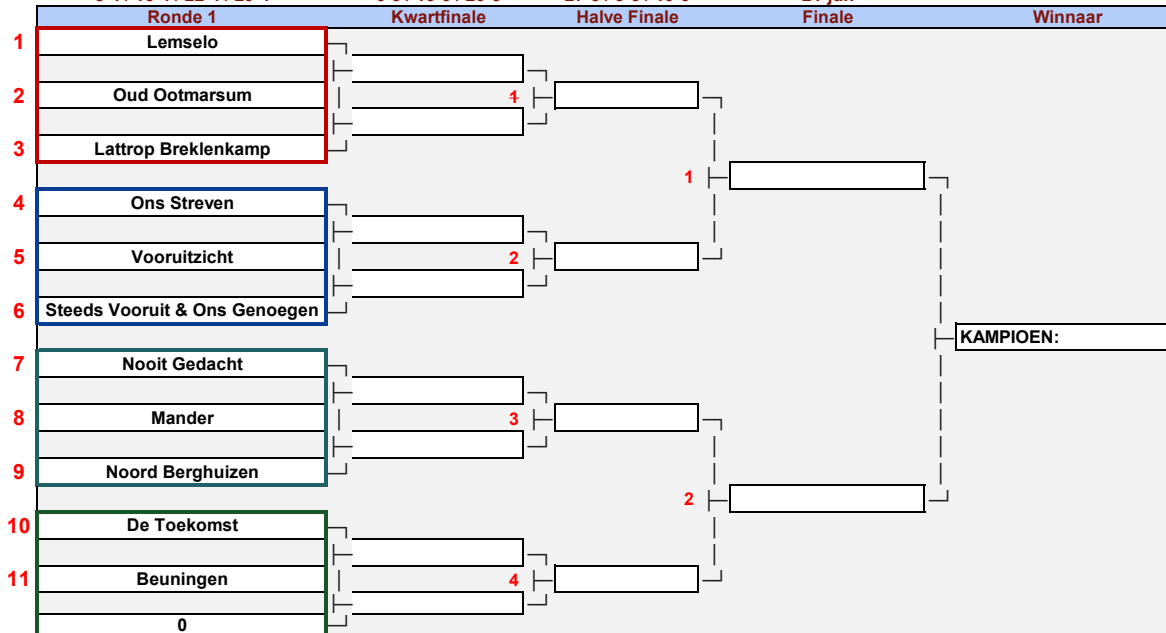 Ronde 1 Kwartfinale Halve Finale Finale Winnaar
1 Lemselo
2 Oud Ootmarsum 1
3 Lattrop Breklenkamp
1
4 Ons Streven
5 Vooruitzicht 2
6 Steeds Vooruit & Ons Genoegen
KAMPIOEN:
7 Nooit Gedacht
8 Mander 3
9 Noord Berghuizen
2
10 De Toekomst
11 Beuningen 4
0